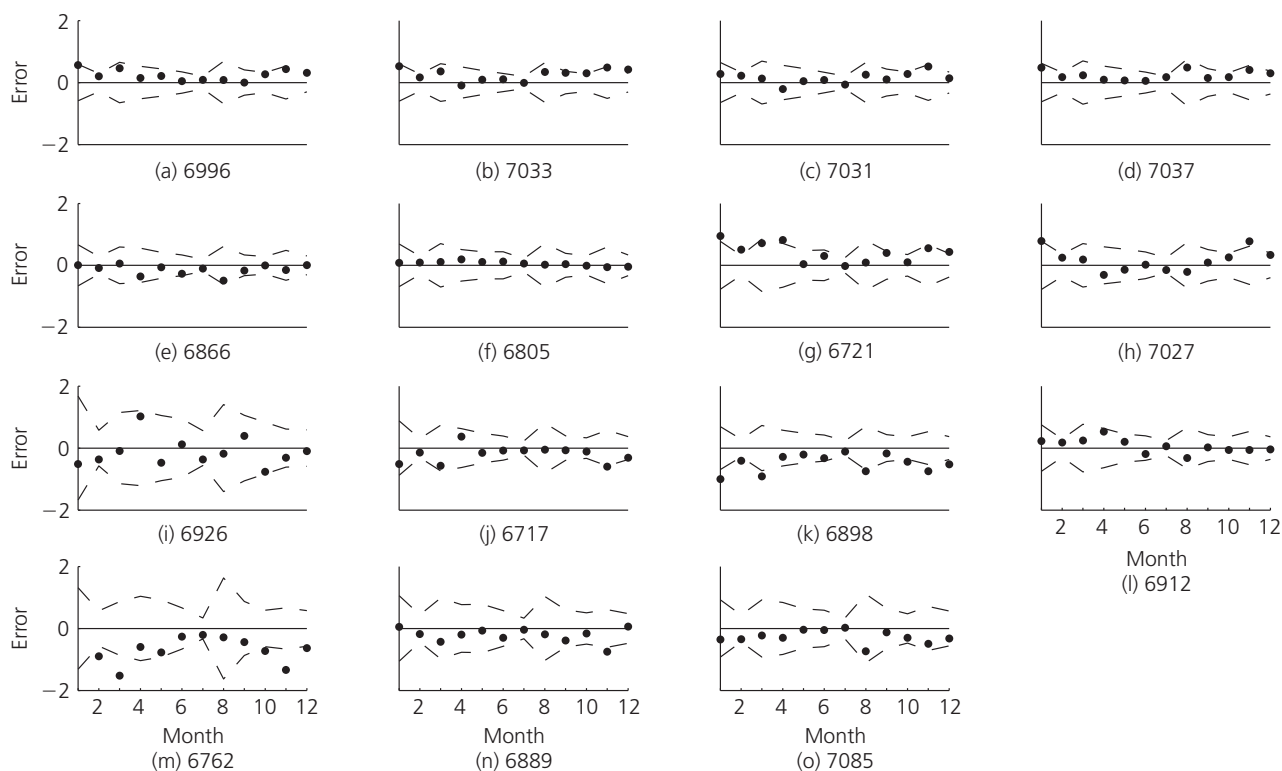 2
Error
0
−2
(a) 6996
(b) 7033
(c) 7031
(d) 7037
2
Error
0
−2
(e) 6866
(f) 6805
(g) 6721
(h) 7027
2
Error
0
−2
(i) 6926
(j) 6717
(k) 6898
2 4 6 8 10 12
Month
(l) 6912
2
Error
0
−2
2 4 6 8 10 12
Month
(m) 6762
2 4 6 8 10 12
Month
(n) 6889
2 4 6 8 10 12
Month
(o) 7085